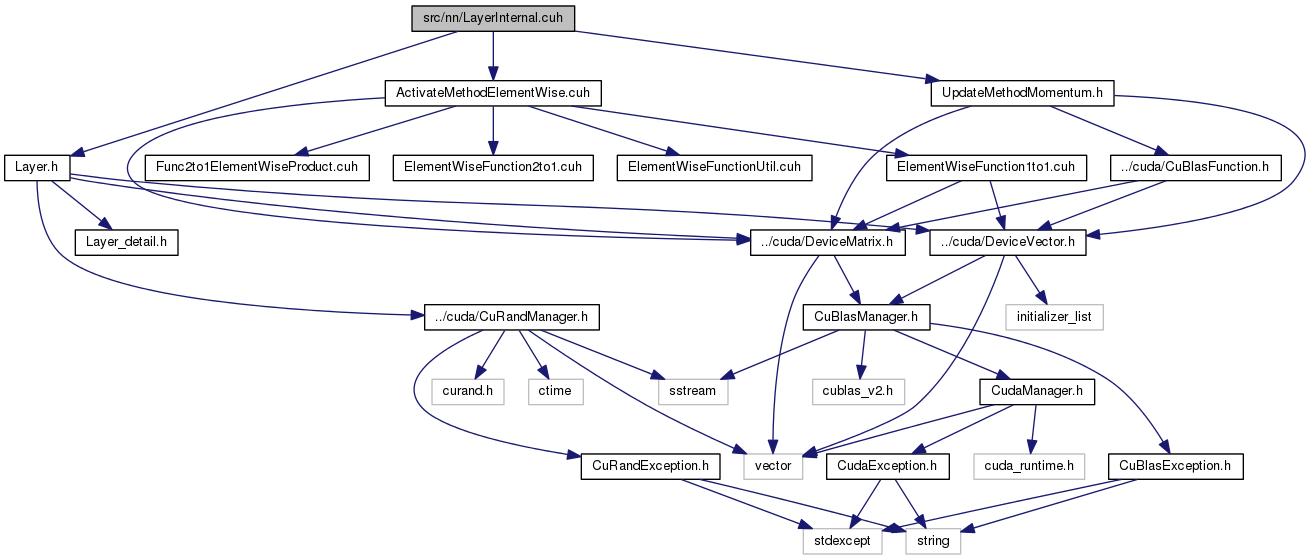 src/nn/LayerInternal.cuh
ActivateMethodElementWise.cuh
UpdateMethodMomentum.h
Layer.h
Func2to1ElementWiseProduct.cuh
ElementWiseFunction2to1.cuh
ElementWiseFunctionUtil.cuh
ElementWiseFunction1to1.cuh
../cuda/CuBlasFunction.h
Layer_detail.h
../cuda/DeviceMatrix.h
../cuda/DeviceVector.h
../cuda/CuRandManager.h
CuBlasManager.h
initializer_list
curand.h
ctime
sstream
cublas_v2.h
CudaManager.h
CuRandException.h
vector
CudaException.h
cuda_runtime.h
CuBlasException.h
stdexcept
string